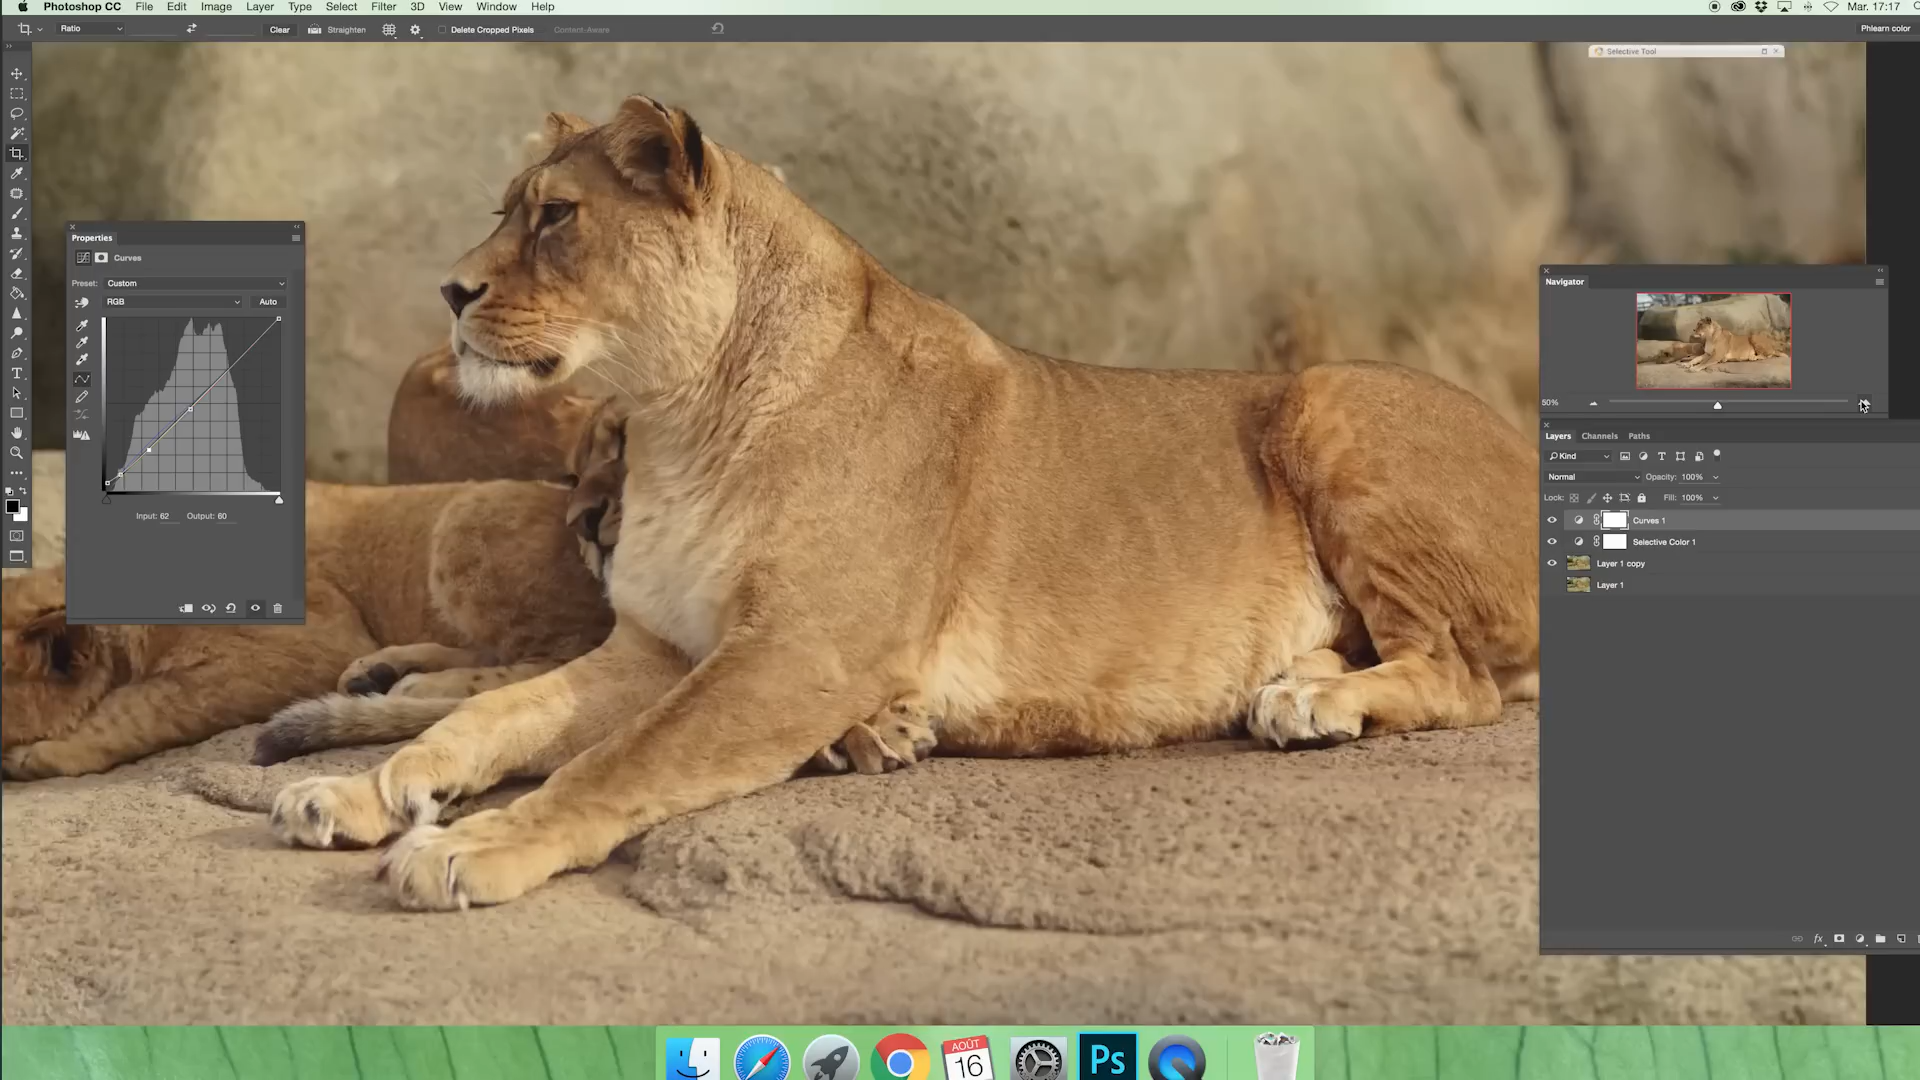 Photoshop CC File Edit Image Layer Type Select Filter 3D View Window Help Mar. 17:17
Ratio Clear Straighten Delete Cropped Pixels Content-Aware Phlearn color
Selective Tool
Properties
Curves
Preset: Custom
RGB Auto
Input: 62 Output: 60
Navigator
50%
Layers Channels Paths
Kind
Normal Opacity: 100%
Lock: Fill: 100%
Curves 1
Selective Color 1
Layer 1 copy
Layer 1
fx
AOÛT
16
Ps